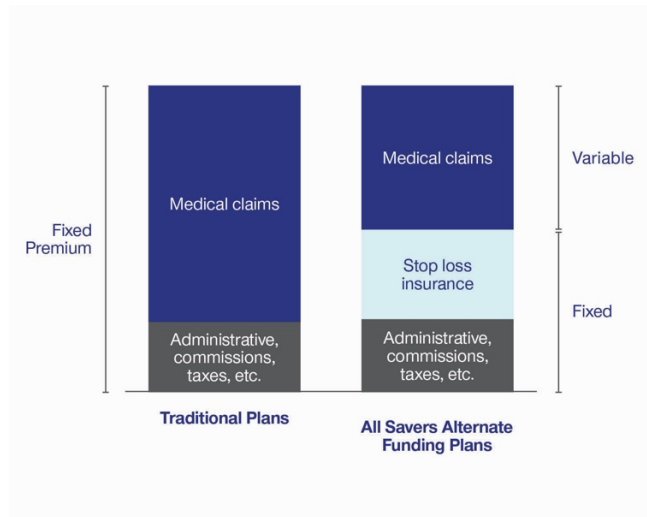 Fixed
Premium
Medical claims
Administrative,
commissions,
taxes, etc.
Traditional Plans
Medical claims
Stop loss
insurance
Administrative,
commissions,
taxes, etc.
All Savers Alternate
Funding Plans
Variable
Fixed